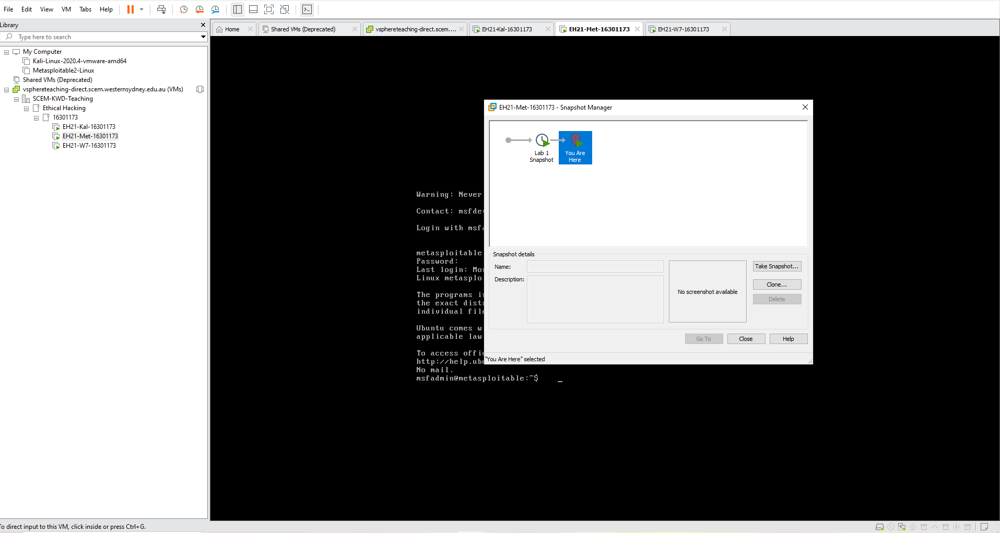 File Edit View VM Tabs Help
Library
Type here to search
My Computer
Kali-Linux-2020.4-vmware-amd64
Metasploitable2-Linux
Shared VMs (Deprecated)
vsphereteaching-direct.scem.westernsydney.edu.au (VMs)
SCEM-KWD-Teaching
Ethical Hacking
16301173
EH21-Kal-16301173
EH21-Met-16301173
EH21-W7-16301173
Home
Shared VMs (Deprecated)
vsphereteaching-direct.scem....
EH21-Kal-16301173
EH21-Met-16301173
EH21-W7-16301173
Warning: Never
Contact: msfde
Login with msf
metasploitable
Password:
Last login: Mo
Linux metasplo
The programs i
the exact dist
individual fil
Ubuntu comes w
applicable law
To access offi
http://help.ub
No mail.
msfadmin@metasploitable:~$ _
EH21-Met-16301173 - Snapshot Manager
Lab 1
Snapshot
You Are
Here
Snapshot details
Name:
Description:
No screenshot available
Take Snapshot...
Clone...
Delete
Go To
Close
Help
"You Are Here" selected
To direct input to this VM, click inside or press Ctrl+G.